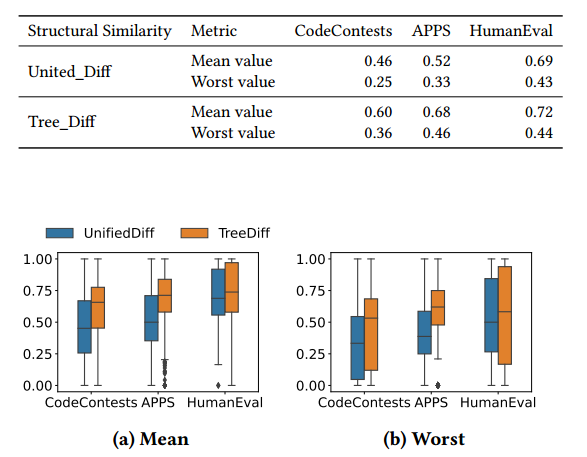 Structural Similarity Metric CodeContests APPS HumanEval
United_Diff Mean value 0.46 0.52 0.69
Worst value 0.25 0.33 0.43
Tree_Diff Mean value 0.60 0.68 0.72
Worst value 0.36 0.46 0.44
UnifiedDiff TreeDiff
1.00 1.00
0.75 0.75
0.50 0.50
0.25 0.25
0.00 0.00
CodeContests APPS HumanEval CodeContests APPS HumanEval
(a) Mean (b) Worst